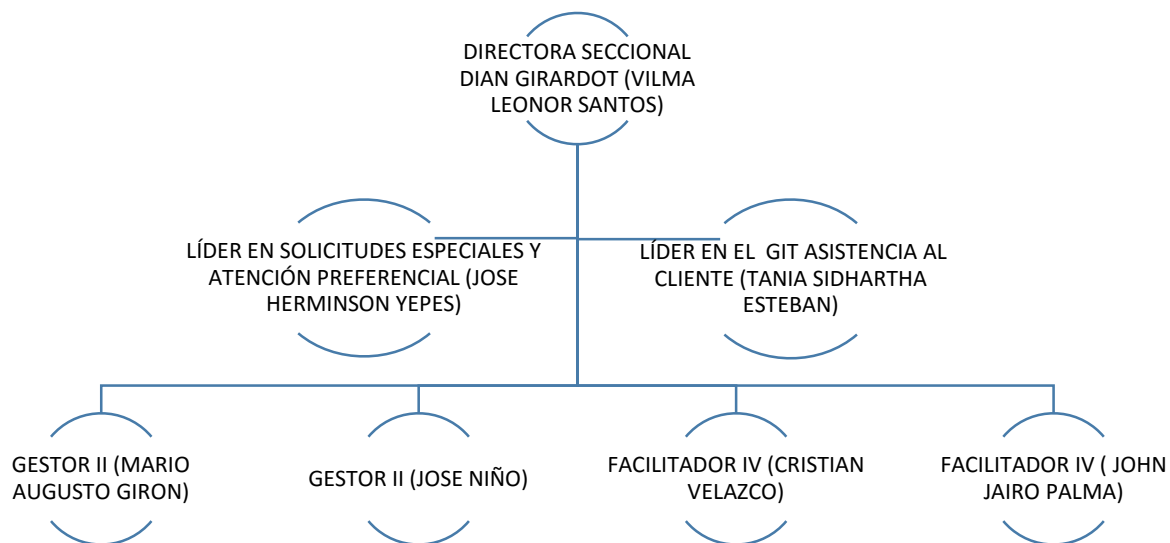 DIRECTORA SECCIONAL
DIAN GIRARDOT (VILMA
LEONOR SANTOS)
LÍDER EN SOLICITUDES ESPECIALES Y
ATENCIÓN PREFERENCIAL (JOSE
HERMINSON YEPES)
LÍDER EN EL GIT ASISTENCIA AL
CLIENTE (TANIA SIDHARTHA
ESTEBAN)
GESTOR II (MARIO
AUGUSTO GIRON)
GESTOR II (JOSE NIÑO)
FACILITADOR IV (CRISTIAN
VELAZCO)
FACILITADOR IV ( JOHN
JAIRO PALMA)